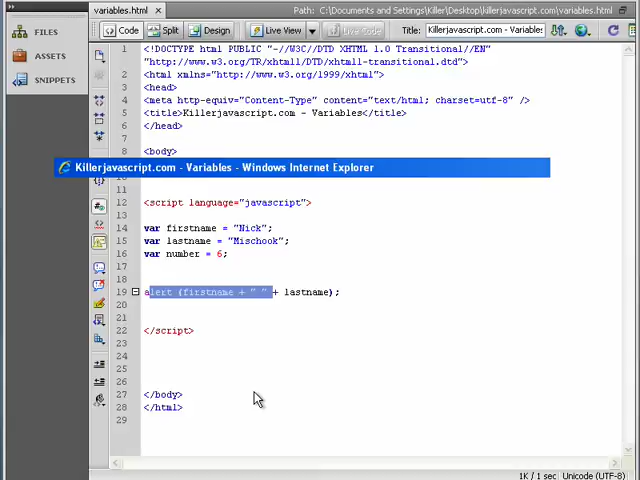 variables.html
Path: C:\Documents and Settings\Killer\Desktop\killerjavascript.com\variables.html
Code Split Design Live View Live Code Title: Killerjavascript.com - Variables
FILES
ASSETS
SNIPPETS
1 <!DOCTYPE html PUBLIC "-//W3C//DTD XHTML 1.0 Transitional//EN"
"http://www.w3.org/TR/xhtml1/DTD/xhtml1-transitional.dtd">
2 <html xmlns="http://www.w3.org/1999/xhtml">
3 <head>
4 <meta http-equiv="Content-Type" content="text/html; charset=utf-8" />
5 <title>Killerjavascript.com - Variables</title>
6 </head>
7
8 <body>
Killerjavascript.com - Variables - Windows Internet Explorer
11
12 <script language="javascript">
13
14 var firstname = "Nick";
15 var lastname = "Mischook";
16 var number = 6;
17
18
19 alert (firstname + " " + lastname);
20
21
22 </script>
23
24
25
26
27 </body>
28 </html>
29
1K / 1 sec Unicode (UTF-8)